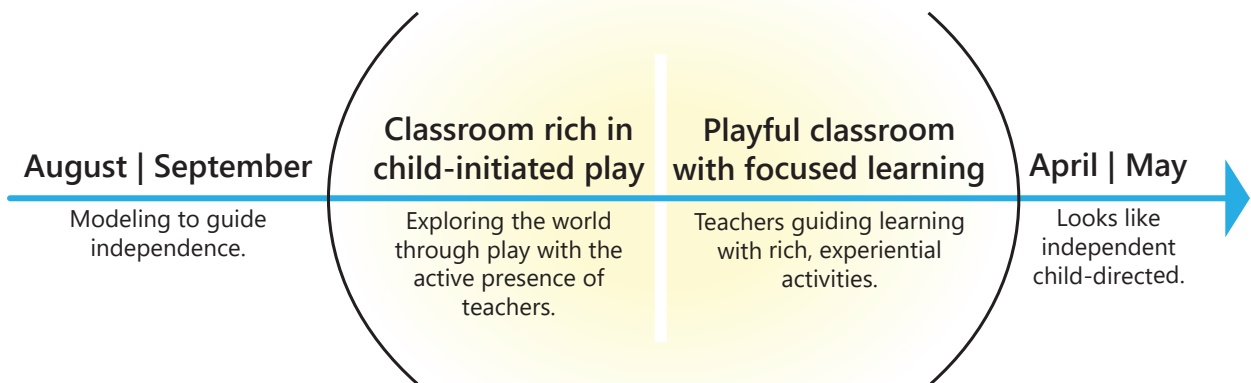 August | September
Modeling to guide
independence.
Classroom rich in
child-initiated play
Exploring the world
through play with the
active presence of
teachers.
Playful classroom
with focused learning
Teachers guiding learning
with rich, experiential
activities.
April | May
Looks like
independent
child-directed.